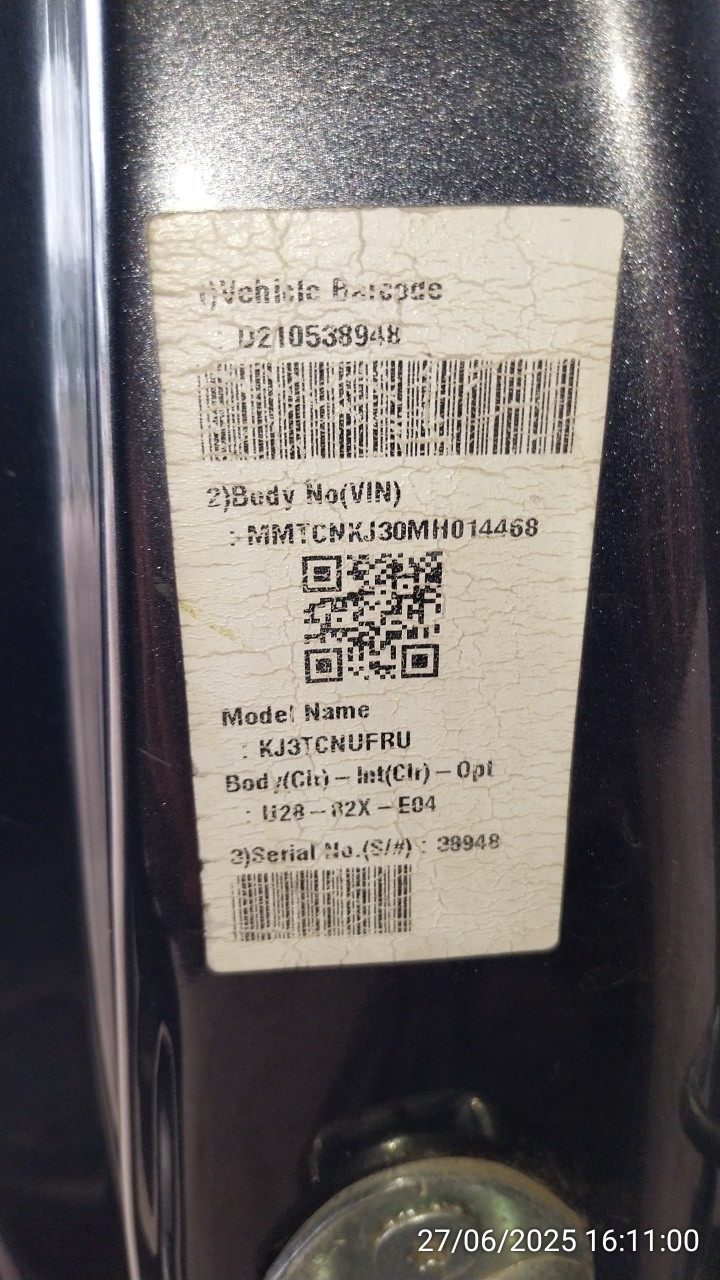 1)Vehicle Barcode
: D210538948
2)Body No(VIN)
: MMTCNKJ30MH014468
Model Name
: KJ3TCNUFRU
Body(Clr) – Int(Clr) – Opt
: U28 – 82X – E04
3)Serial No.(S/#) : 38948
27/06/2025 16:11:00